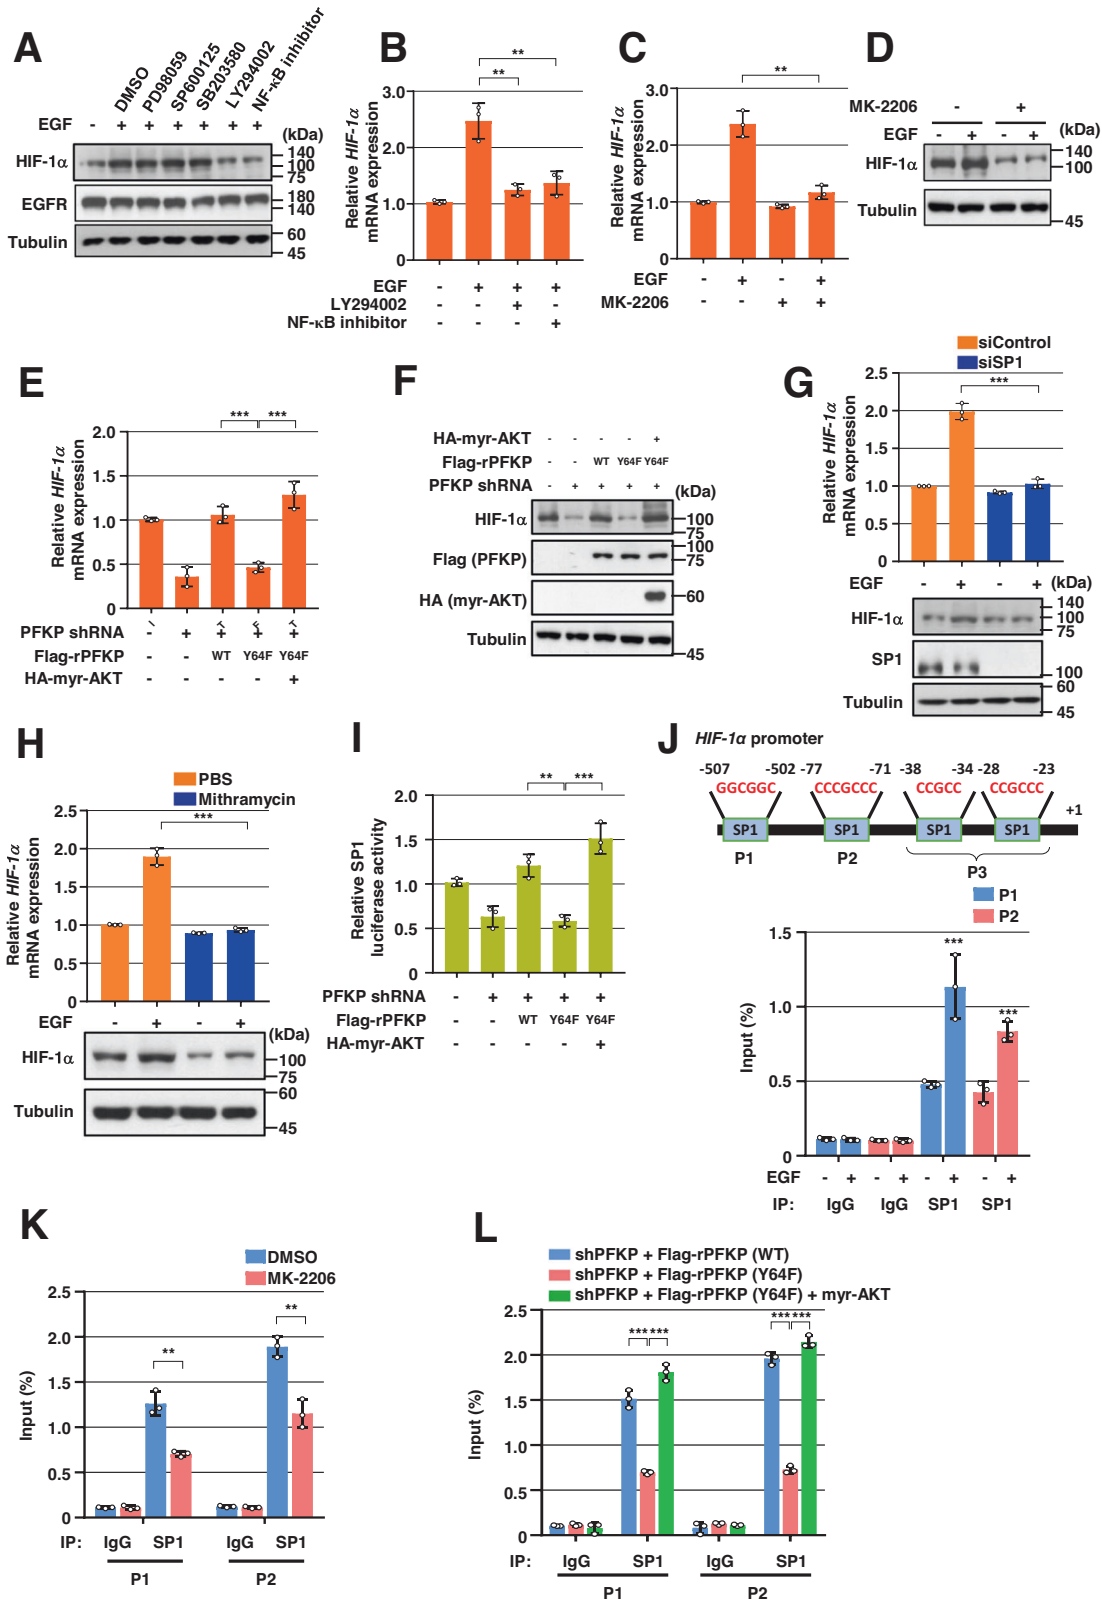 A
DMSO
PD98059
SP600125
SB203580
LY294002
NF-κB inhibitor
EGF - + + + + + +
(kDa)
HIF-1α
140
100
75
EGFR
180
140
Tubulin
60
45
B
Relative HIF-1α
mRNA expression
** 
**
3.0
2.0
1.0
0
EGF - + + +
LY294002 - - + -
NF-κB inhibitor - - - +
C
Relative HIF-1α
mRNA expression
**
3.0
2.0
1.0
0
EGF - + - +
MK-2206 - - + +
D
MK-2206 - +
EGF - + - +
(kDa)
HIF-1α
140
100
Tubulin
45
E
Relative HIF-1α
mRNA expression
*** ***
2.0
1.5
1.0
0.5
0
PFKP shRNA - + + + +
Flag-rPFKP - - WT Y64F Y64F
HA-myr-AKT - - - - +
F
HA-myr-AKT - - - - +
Flag-rPFKP - - WT Y64F Y64F
PFKP shRNA - + + + +
(kDa)
HIF-1α
100
75
Flag (PFKP)
100
75
HA (myr-AKT)
60
Tubulin
45
G
siControl
siSP1
Relative HIF-1α
mRNA expression
***
2.5
2.0
1.5
1.0
0.5
0
EGF - + - + (kDa)
HIF-1α
140
100
75
SP1
100
Tubulin
60
45
H
PBS
Mithramycin
Relative HIF-1α
mRNA expression
***
2.5
2.0
1.5
1.0
0.5
0
EGF - + - +
(kDa)
HIF-1α
100
75
Tubulin
60
45
I
Relative SP1
luciferase activity
** ***
2.0
1.5
1.0
0.5
0
PFKP shRNA - + + + +
Flag-rPFKP - - WT Y64F Y64F
HA-myr-AKT - - - - +
J
HIF-1α promoter
-507 -502 -77 -71 -38 -34 -28 -23
GGCGGC CCCGCCC CCGCC CCGCCC
+1
SP1 SP1 SP1 SP1
P1 P2 P3
P1
P2
Input (%)
*** ***
1.5
1.0
0.5
0
EGF - + - + - + - +
IP: IgG IgG SP1 SP1
K
DMSO
MK-2206
Input (%)
** **
2.5
2.0
1.5
1.0
0.5
0
IP: IgG SP1 IgG SP1
P1 P2
L
shPFKP + Flag-rPFKP (WT)
shPFKP + Flag-rPFKP (Y64F)
shPFKP + Flag-rPFKP (Y64F) + myr-AKT
Input (%)
*** *** *** ***
2.5
2.0
1.5
1.0
0.5
0
IP: IgG SP1 IgG SP1
P1 P2